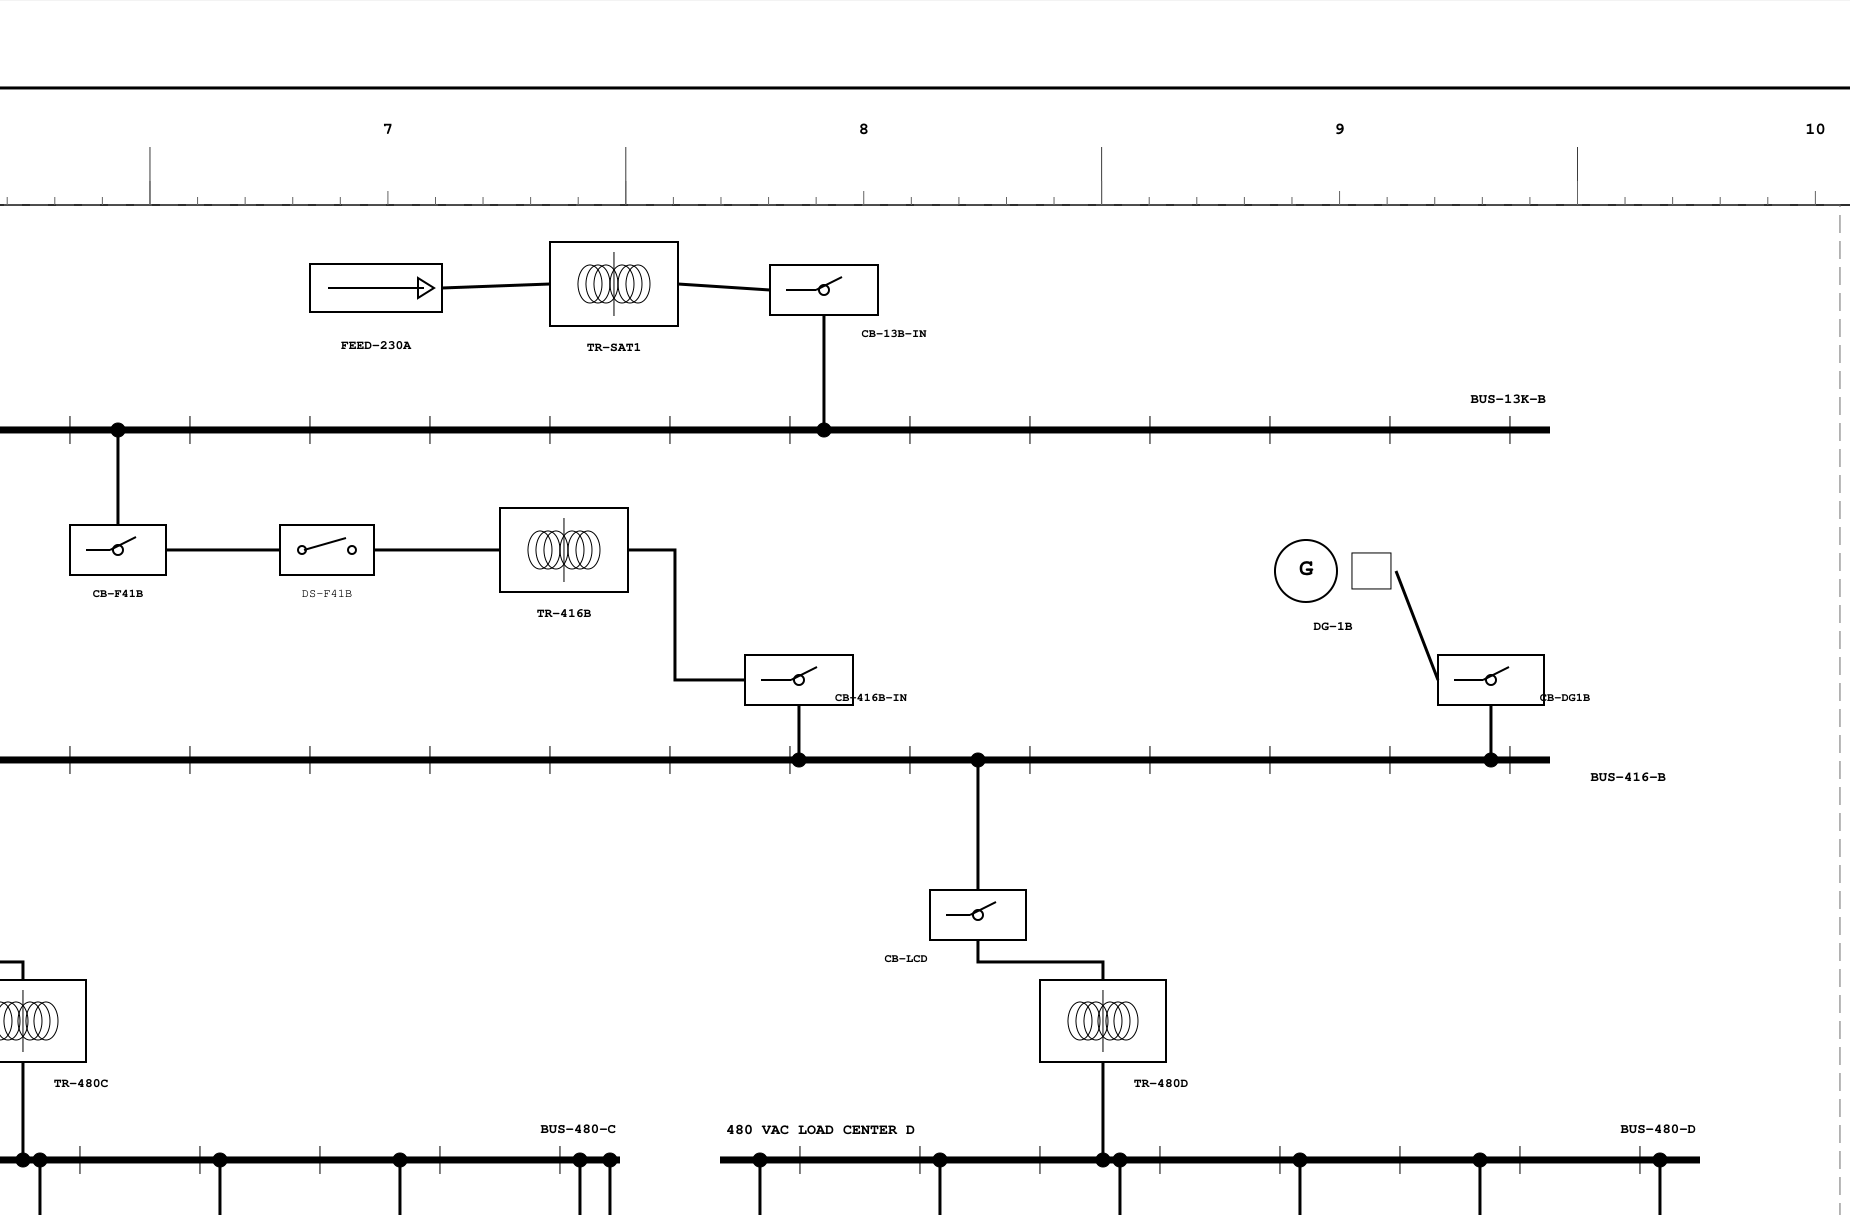 7
8
9
10
FEED-230A
TR-SAT1
CB-13B-IN
BUS-13K-B
CB-F41B
DS-F41B
TR-416B
G
DG-1B
CB-416B-IN
CB-DG1B
BUS-416-B
CB-LCD
TR-480C
TR-480D
BUS-480-C
480 VAC LOAD CENTER D
BUS-480-D